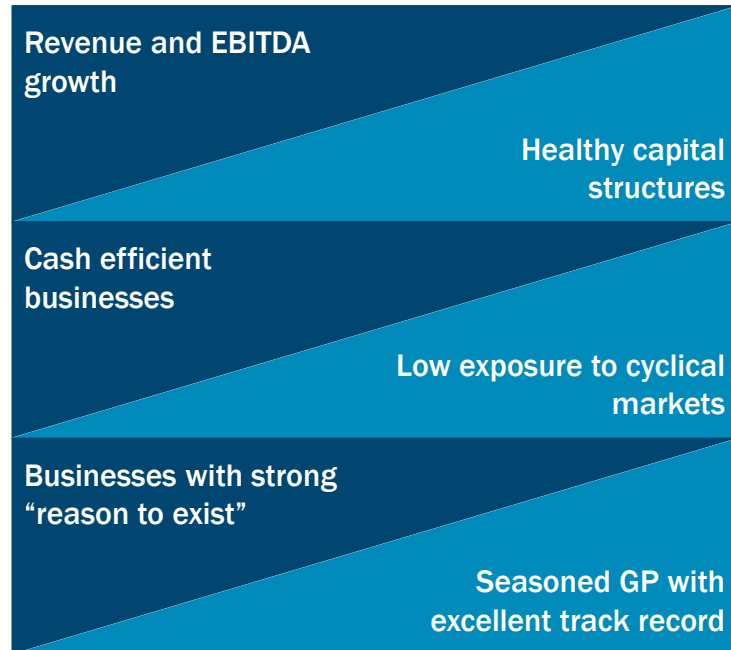 Revenue and EBITDA
growth
Healthy capital
structures
Cash efficient
businesses
Low exposure to cyclical
markets
Businesses with strong
“reason to exist”
Seasoned GP with
excellent track record